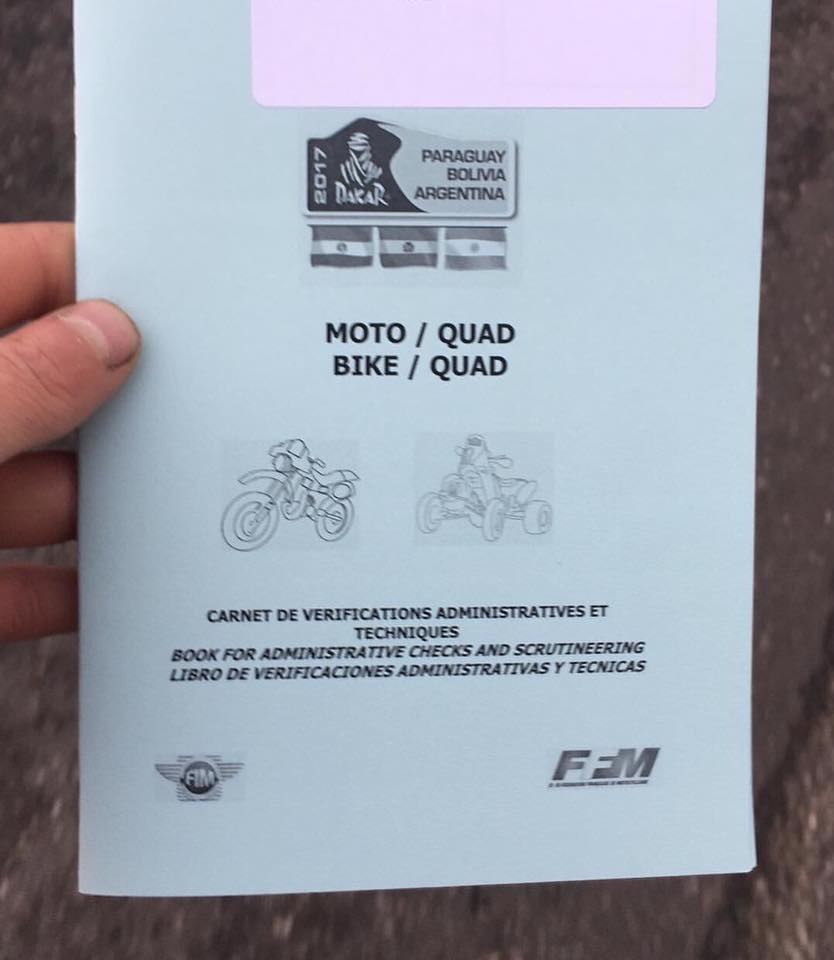 2017
DAKAR
PARAGUAY
BOLIVIA
ARGENTINA
MOTO / QUAD
BIKE / QUAD
CARNET DE VERIFICATIONS ADMINISTRATIVES ET
TECHNIQUES
BOOK FOR ADMINISTRATIVE CHECKS AND SCRUTINEERING
LIBRO DE VERIFICACIONES ADMINISTRATIVAS Y TECNICAS
FIM
FFM